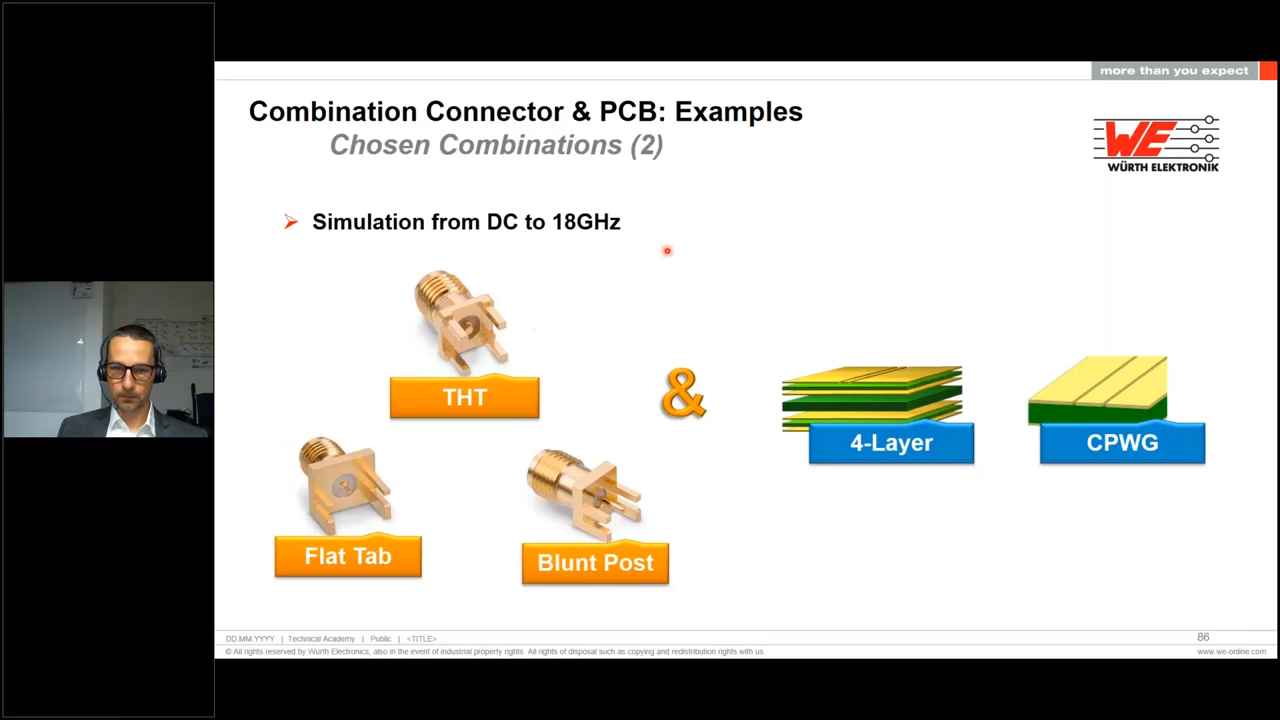 more than you expect
Combination Connector & PCB: Examples
Chosen Combinations (2)
WE
WÜRTH ELEKTRONIK
Simulation from DC to 18GHz
THT
&
4-Layer
CPWG
Flat Tab
Blunt Post
DD.MM.YYYY | Technical Academy | Public | <TITLE>
86
© All rights reserved by Wurth Electronics, also in the event of industrial property rights. All rights of disposal such as copying and redistribution rights with us.
www.we-online.com